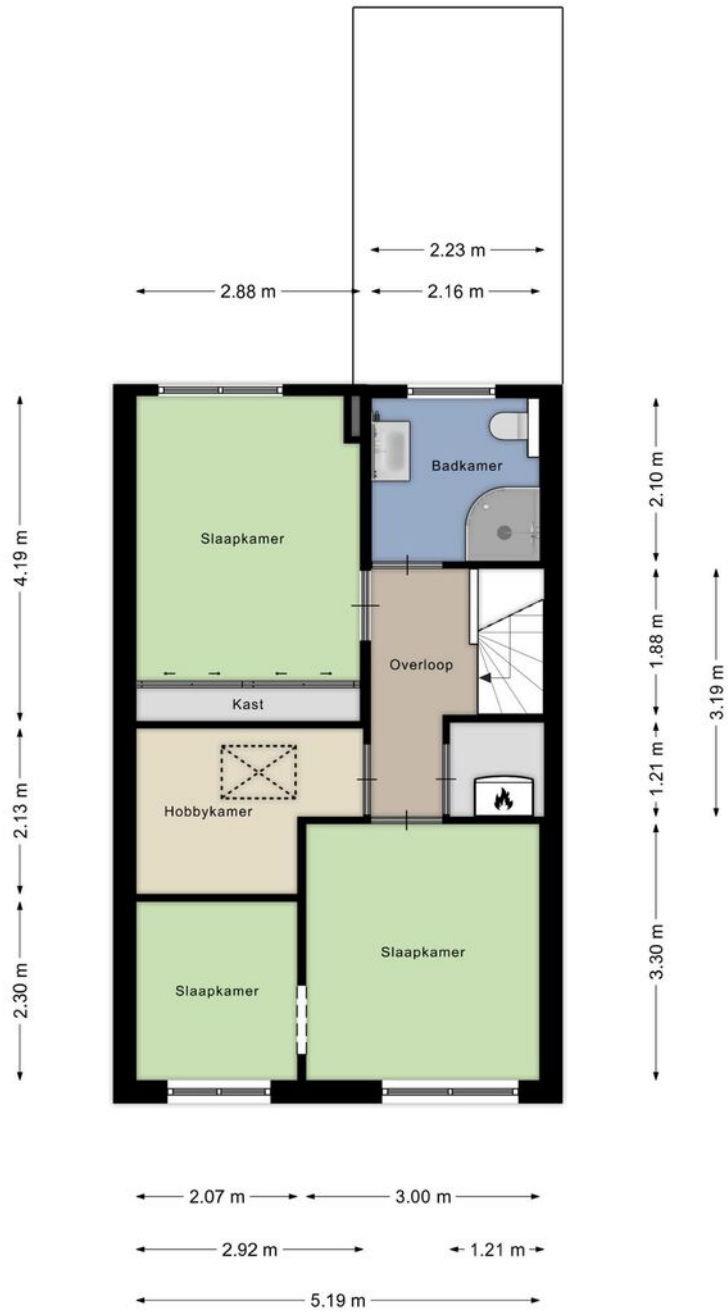 2.23 m
2.88 m
2.16 m
4.19 m
2.13 m
2.30 m
Slaapkamer
Badkamer
Overloop
Kast
Hobbykamer
Slaapkamer
Slaapkamer
2.10 m
1.88 m
1.21 m
3.30 m
3.19 m
2.07 m
3.00 m
2.92 m
1.21 m
5.19 m